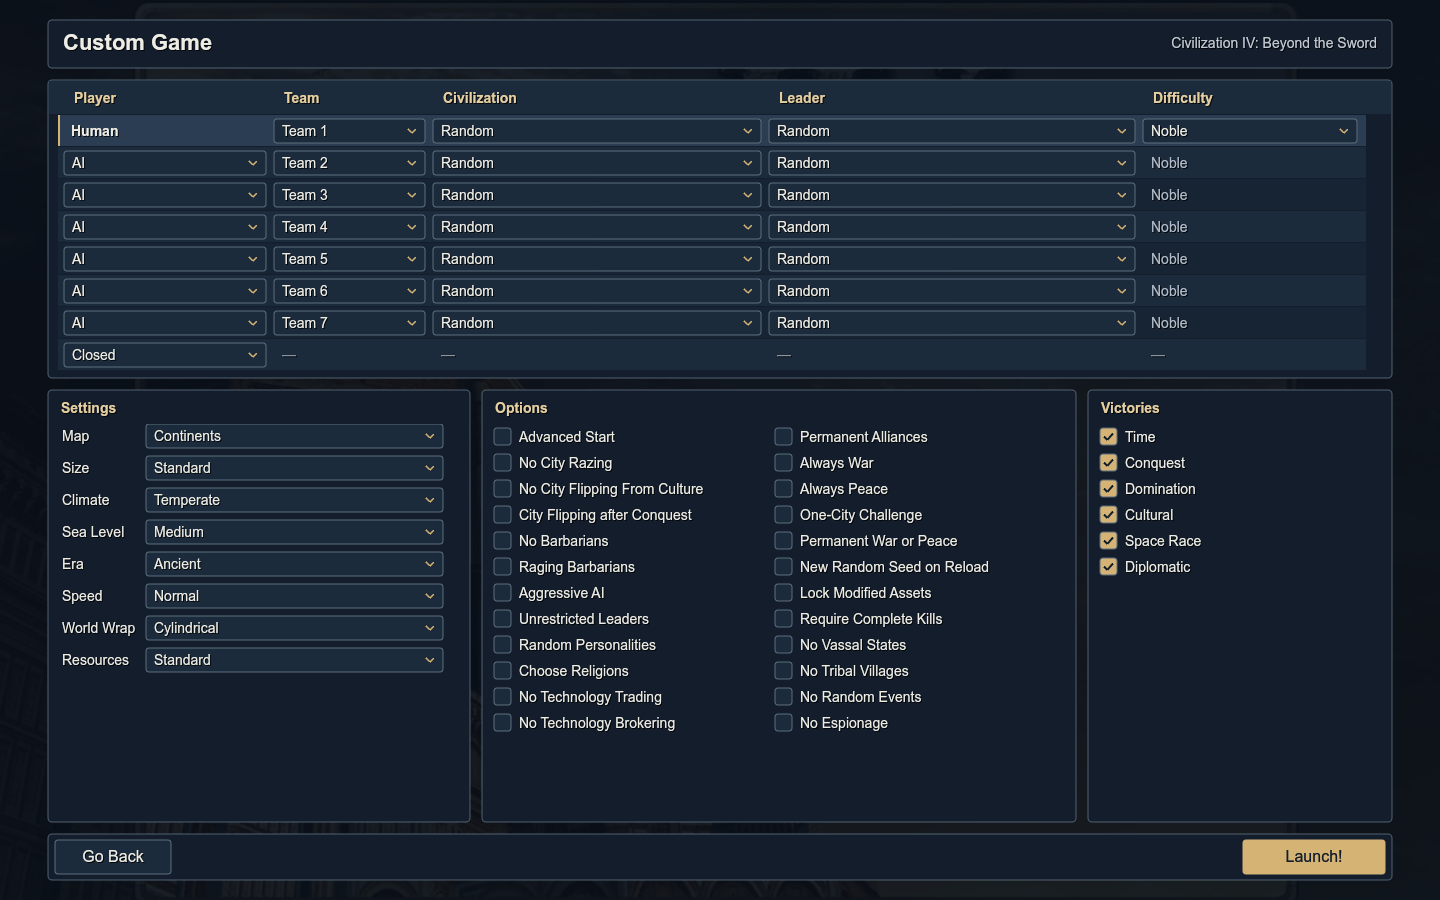 Custom Game
Civilization IV: Beyond the Sword
Player Team Civilization Leader Difficulty
Human Team 1 Random Random Noble
AI Team 2 Random Random Noble
AI Team 3 Random Random Noble
AI Team 4 Random Random Noble
AI Team 5 Random Random Noble
AI Team 6 Random Random Noble
AI Team 7 Random Random Noble
Closed — — — —
Settings
Map Continents
Size Standard
Climate Temperate
Sea Level Medium
Era Ancient
Speed Normal
World Wrap Cylindrical
Resources Standard
Options
Advanced Start
No City Razing
No City Flipping From Culture
City Flipping after Conquest
No Barbarians
Raging Barbarians
Aggressive AI
Unrestricted Leaders
Random Personalities
Choose Religions
No Technology Trading
No Technology Brokering
Permanent Alliances
Always War
Always Peace
One-City Challenge
Permanent War or Peace
New Random Seed on Reload
Lock Modified Assets
Require Complete Kills
No Vassal States
No Tribal Villages
No Random Events
No Espionage
Victories
Time
Conquest
Domination
Cultural
Space Race
Diplomatic
Go Back
Launch!